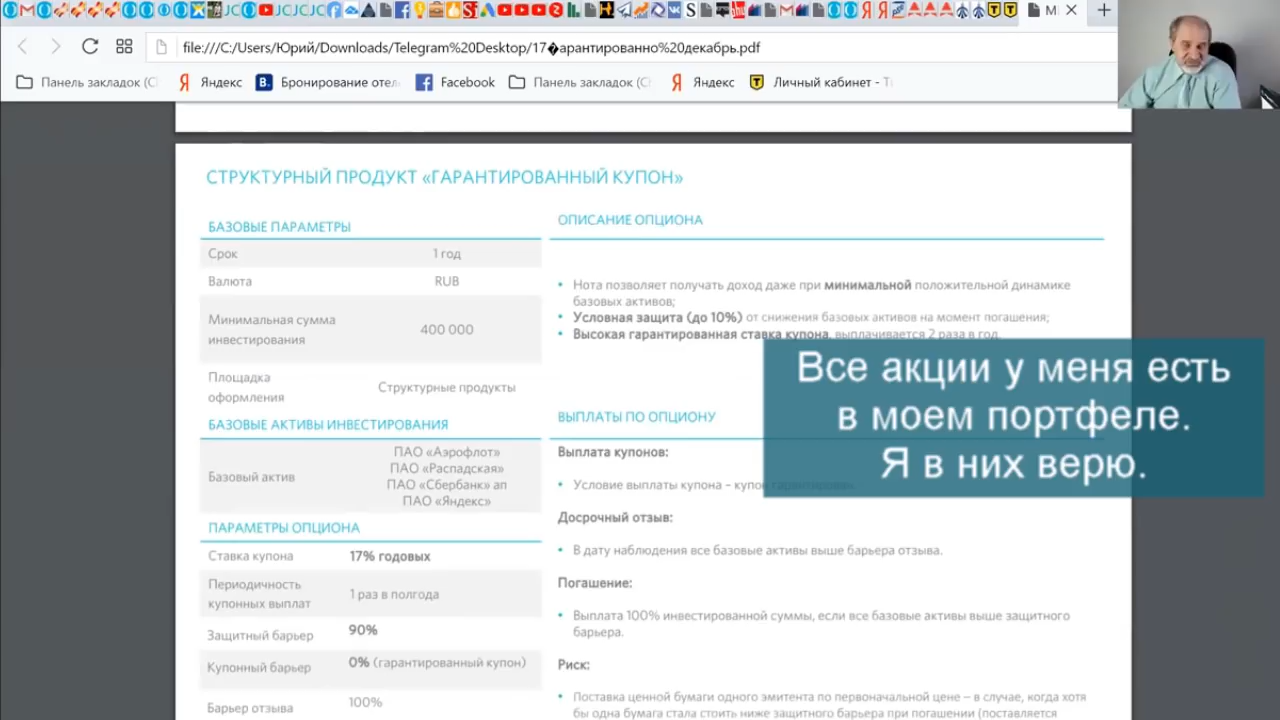 M
file:///C:/Users/Юрий/Downloads/Telegram%20Desktop/17�арантированно%20декабрь.pdf
Панель закладок (С
Яндекс
Бронирование отел
Facebook
Панель закладок (С
Яндекс
Личный кабинет - Т
СТРУКТУРНЫЙ ПРОДУКТ «ГАРАНТИРОВАННЫЙ КУПОН»
БАЗОВЫЕ ПАРАМЕТРЫ
Срок 1 год
Валюта RUB
Минимальная сумма
инвестирования
400 000
Площадка
оформления
Структурные продукты
БАЗОВЫЕ АКТИВЫ ИНВЕСТИРОВАНИЯ
Базовый актив
ПАО «Аэрофлот»
ПАО «Распадская»
ПАО «Сбербанк» ап
ПАО «Яндекс»
ПАРАМЕТРЫ ОПЦИОНА
Ставка купона 17% годовых
Периодичность
купонных выплат
1 раз в полгода
Защитный барьер 90%
Купонный барьер 0% (гарантированный купон)
Барьер отзыва 100%
ОПИСАНИЕ ОПЦИОНА
• Нота позволяет получать доход даже при минимальной положительной динамике
базовых активов;
• Условная защита (до 10%) от снижения базовых активов на момент погашения;
• Высокая гарантированная ставка купона, выплачивается 2 раза в год.
ВЫПЛАТЫ ПО ОПЦИОНУ
Выплата купонов:
• Условие выплаты купона – купон гарантирован.
Досрочный отзыв:
• В дату наблюдения все базовые активы выше барьера отзыва.
Погашение:
• Выплата 100% инвестированной суммы, если все базовые активы выше защитного
барьера.
Риск:
• Поставка ценной бумаги одного эмитента по первоначальной цене – в случае, когда хотя
бы одна бумага стала стоить ниже защитного барьера при погашении (поставляется
Все акции у меня есть
в моем портфеле.
Я в них верю.